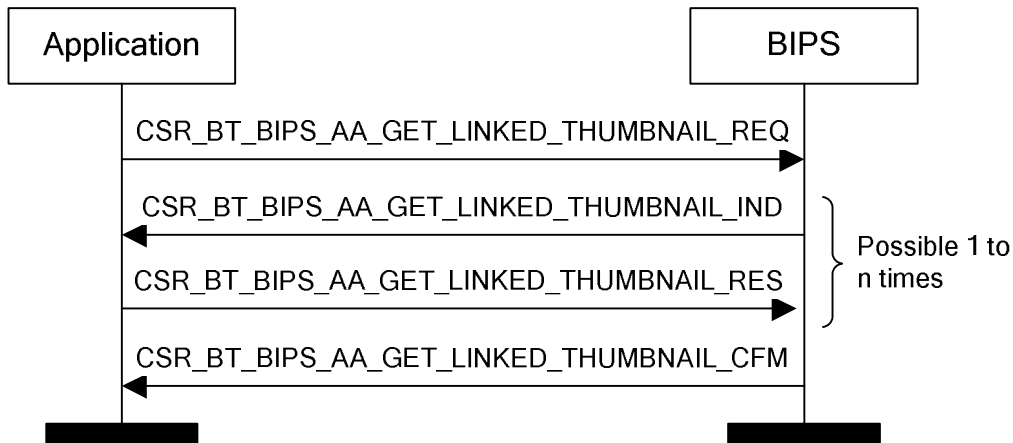 Application
BIPS
CSR_BT_BIPS_AA_GET_LINKED_THUMBNAIL_REQ
CSR_BT_BIPS_AA_GET_LINKED_THUMBNAIL_IND
Possible 1 to
n times
CSR_BT_BIPS_AA_GET_LINKED_THUMBNAIL_RES
CSR_BT_BIPS_AA_GET_LINKED_THUMBNAIL_CFM